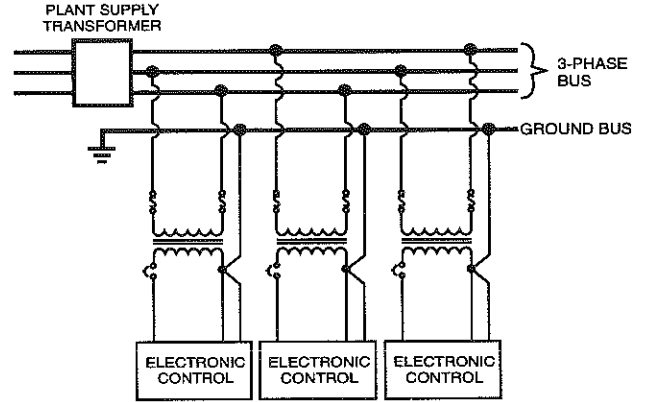 PLANT SUPPLY
TRANSFORMER
3-PHASE
BUS
GROUND BUS
ELECTRONIC
CONTROL
ELECTRONIC
CONTROL
ELECTRONIC
CONTROL